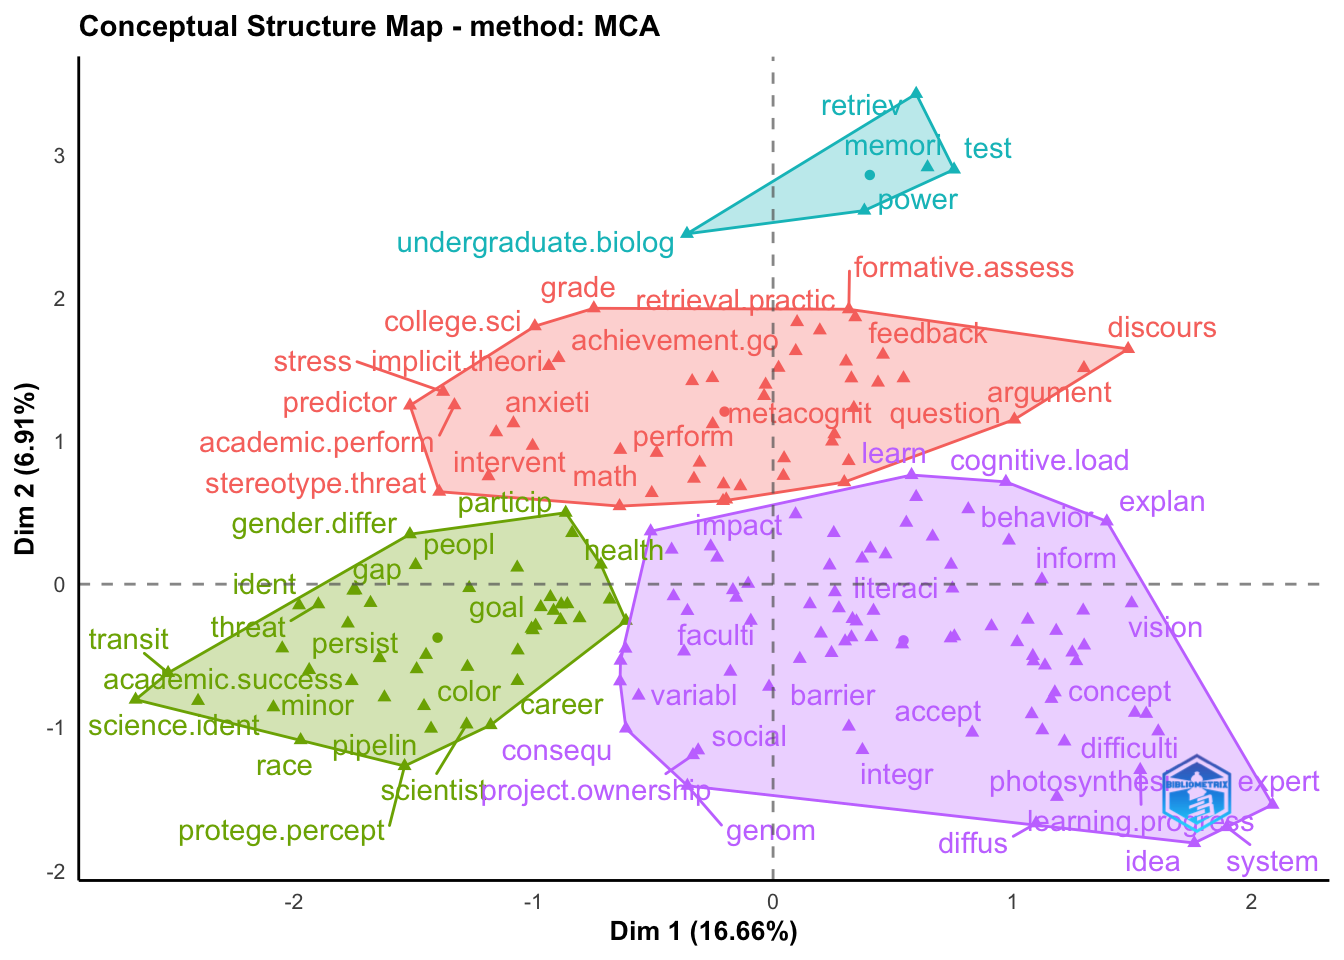 Conceptual Structure Map - method: MCA
retriev
memori
test
power
undergraduate.biolog
formative.assess
grade
retrieval.practic
college.sci
discours
feedback
achievement.go
stress
implicit.theori
argument
predictor
anxieti
metacognit
question
academic.perform
perform
learn
intervent
cognitive.load
math
stereotype.threat
particip
explan
gender.differ
impact
behavior
peopl
health
inform
gap
ident
literaci
goal
threat
vision
transit
persist
faculti
academic.success
color
variabl
barrier
concept
minor
career
accept
science.ident
pipelin
consequ
social
difficulti
race
integr
photosynthesi
expert
scientist
project.ownership
BIBLIOMETRIX
protege.percept
genom
learning.progress
diffus
idea
system
3
2
1
0
-1
-2
Dim 2 (6.91%)
-2
-1
0
1
2
Dim 1 (16.66%)